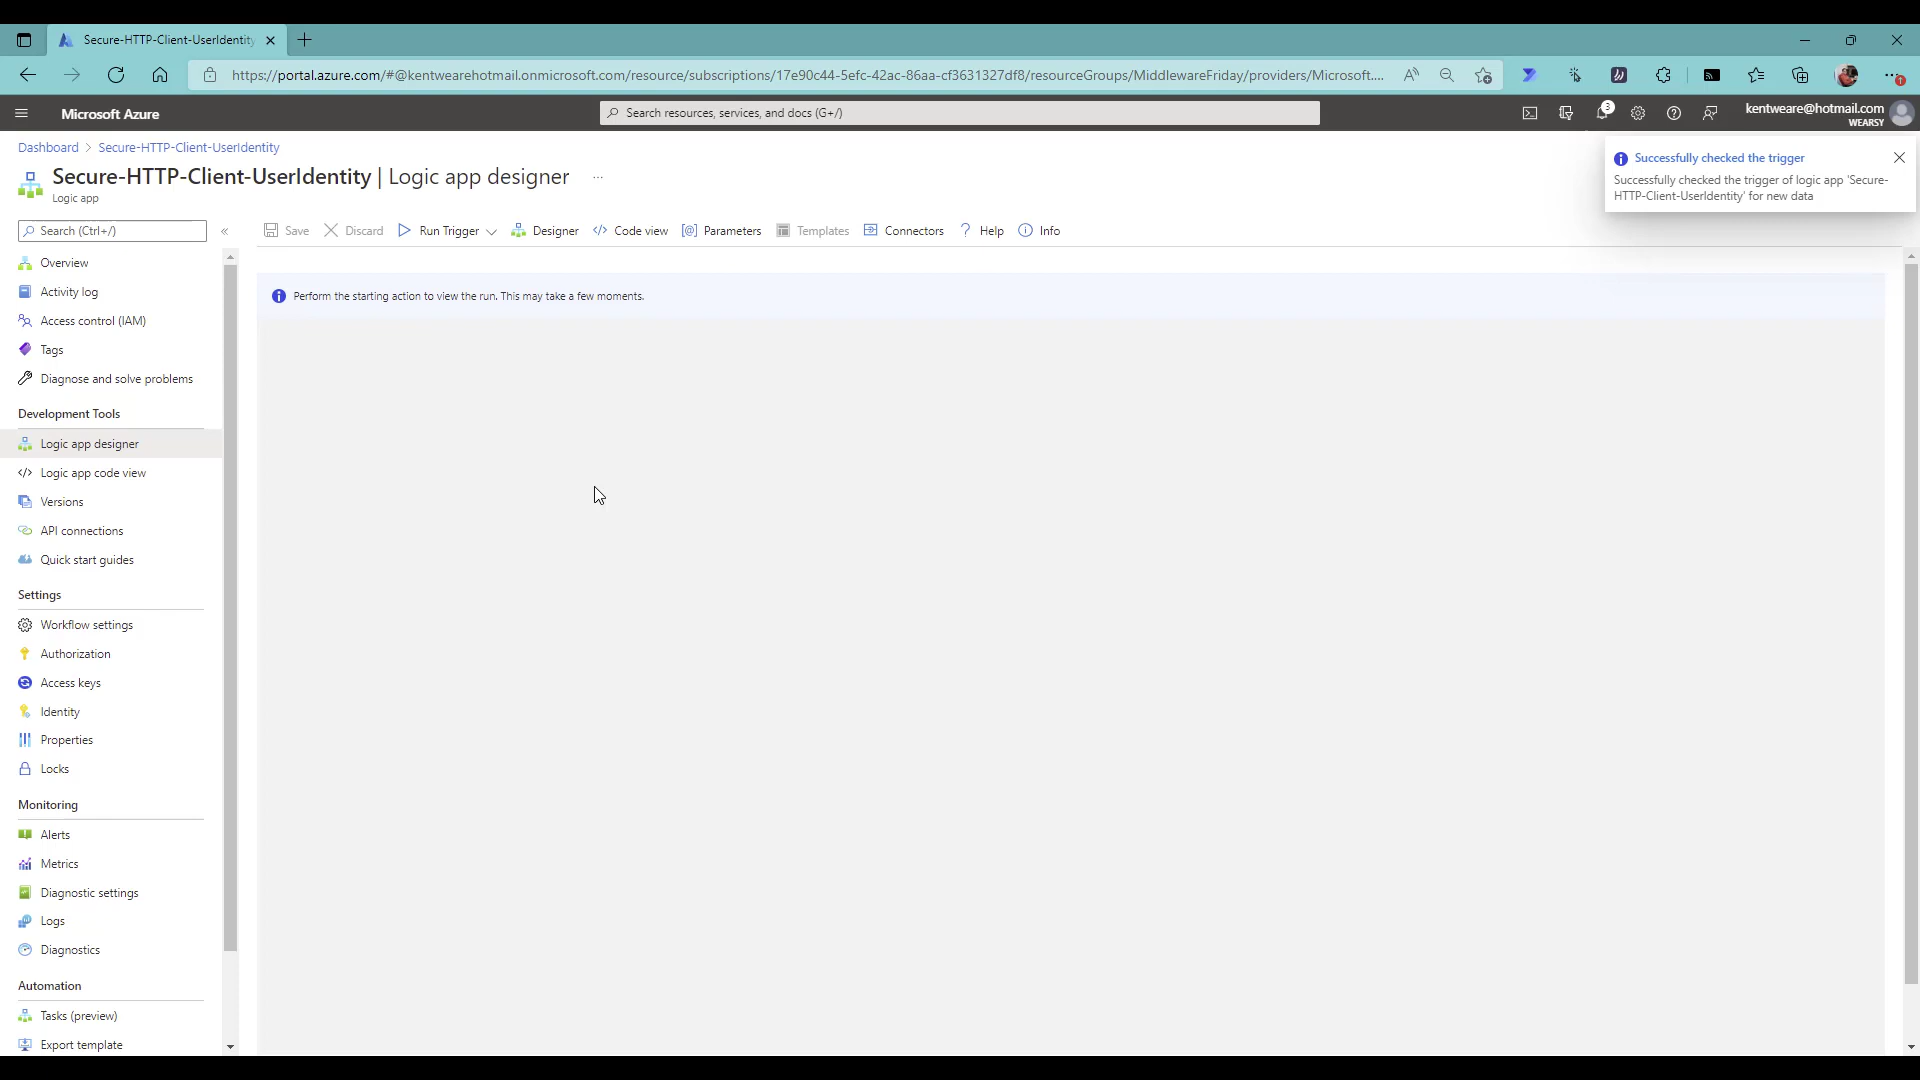 Secure-HTTP-Client-UserIdentity
https://portal.azure.com/#@kentwearehotmail.onmicrosoft.com/resource/subscriptions/17e90c44-5efc-42ac-86aa-cf3631327df8/resourceGroups/MiddlewareFriday/providers/Microsoft....
Microsoft Azure
Search resources, services, and docs (G+/)
3
kentweare@hotmail.com
WEARSY
Dashboard > Secure-HTTP-Client-UserIdentity
Secure-HTTP-Client-UserIdentity | Logic app designer ...
Logic app
Successfully checked the trigger
Successfully checked the trigger of logic app 'Secure-
HTTP-Client-UserIdentity' for new data
Search (Ctrl+/)
«
Save
Discard
Run Trigger
Designer
Code view
Parameters
Templates
Connectors
Help
Info
Perform the starting action to view the run. This may take a few moments.
Overview
Activity log
Access control (IAM)
Tags
Diagnose and solve problems
Development Tools
Logic app designer
Logic app code view
Versions
API connections
Quick start guides
Settings
Workflow settings
Authorization
Access keys
Identity
Properties
Locks
Monitoring
Alerts
Metrics
Diagnostic settings
Logs
Diagnostics
Automation
Tasks (preview)
Export template